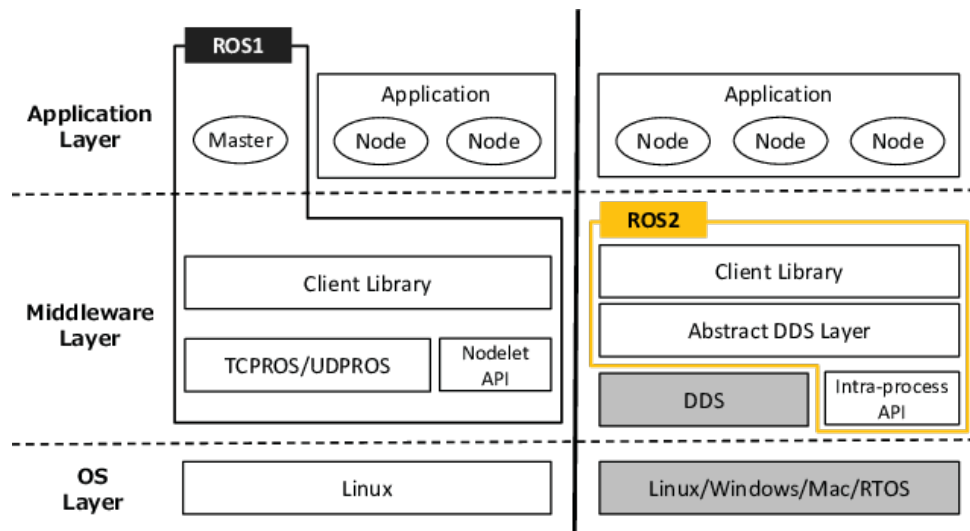 ROS1
Application
Layer
Master
Application
Node
Node
Application
Node
Node
Node
Middleware
Layer
Client Library
TCPROS/UDPROS
Nodelet
API
ROS2
Client Library
Abstract DDS Layer
DDS
Intra-process
API
OS
Layer
Linux
Linux/Windows/Mac/RTOS